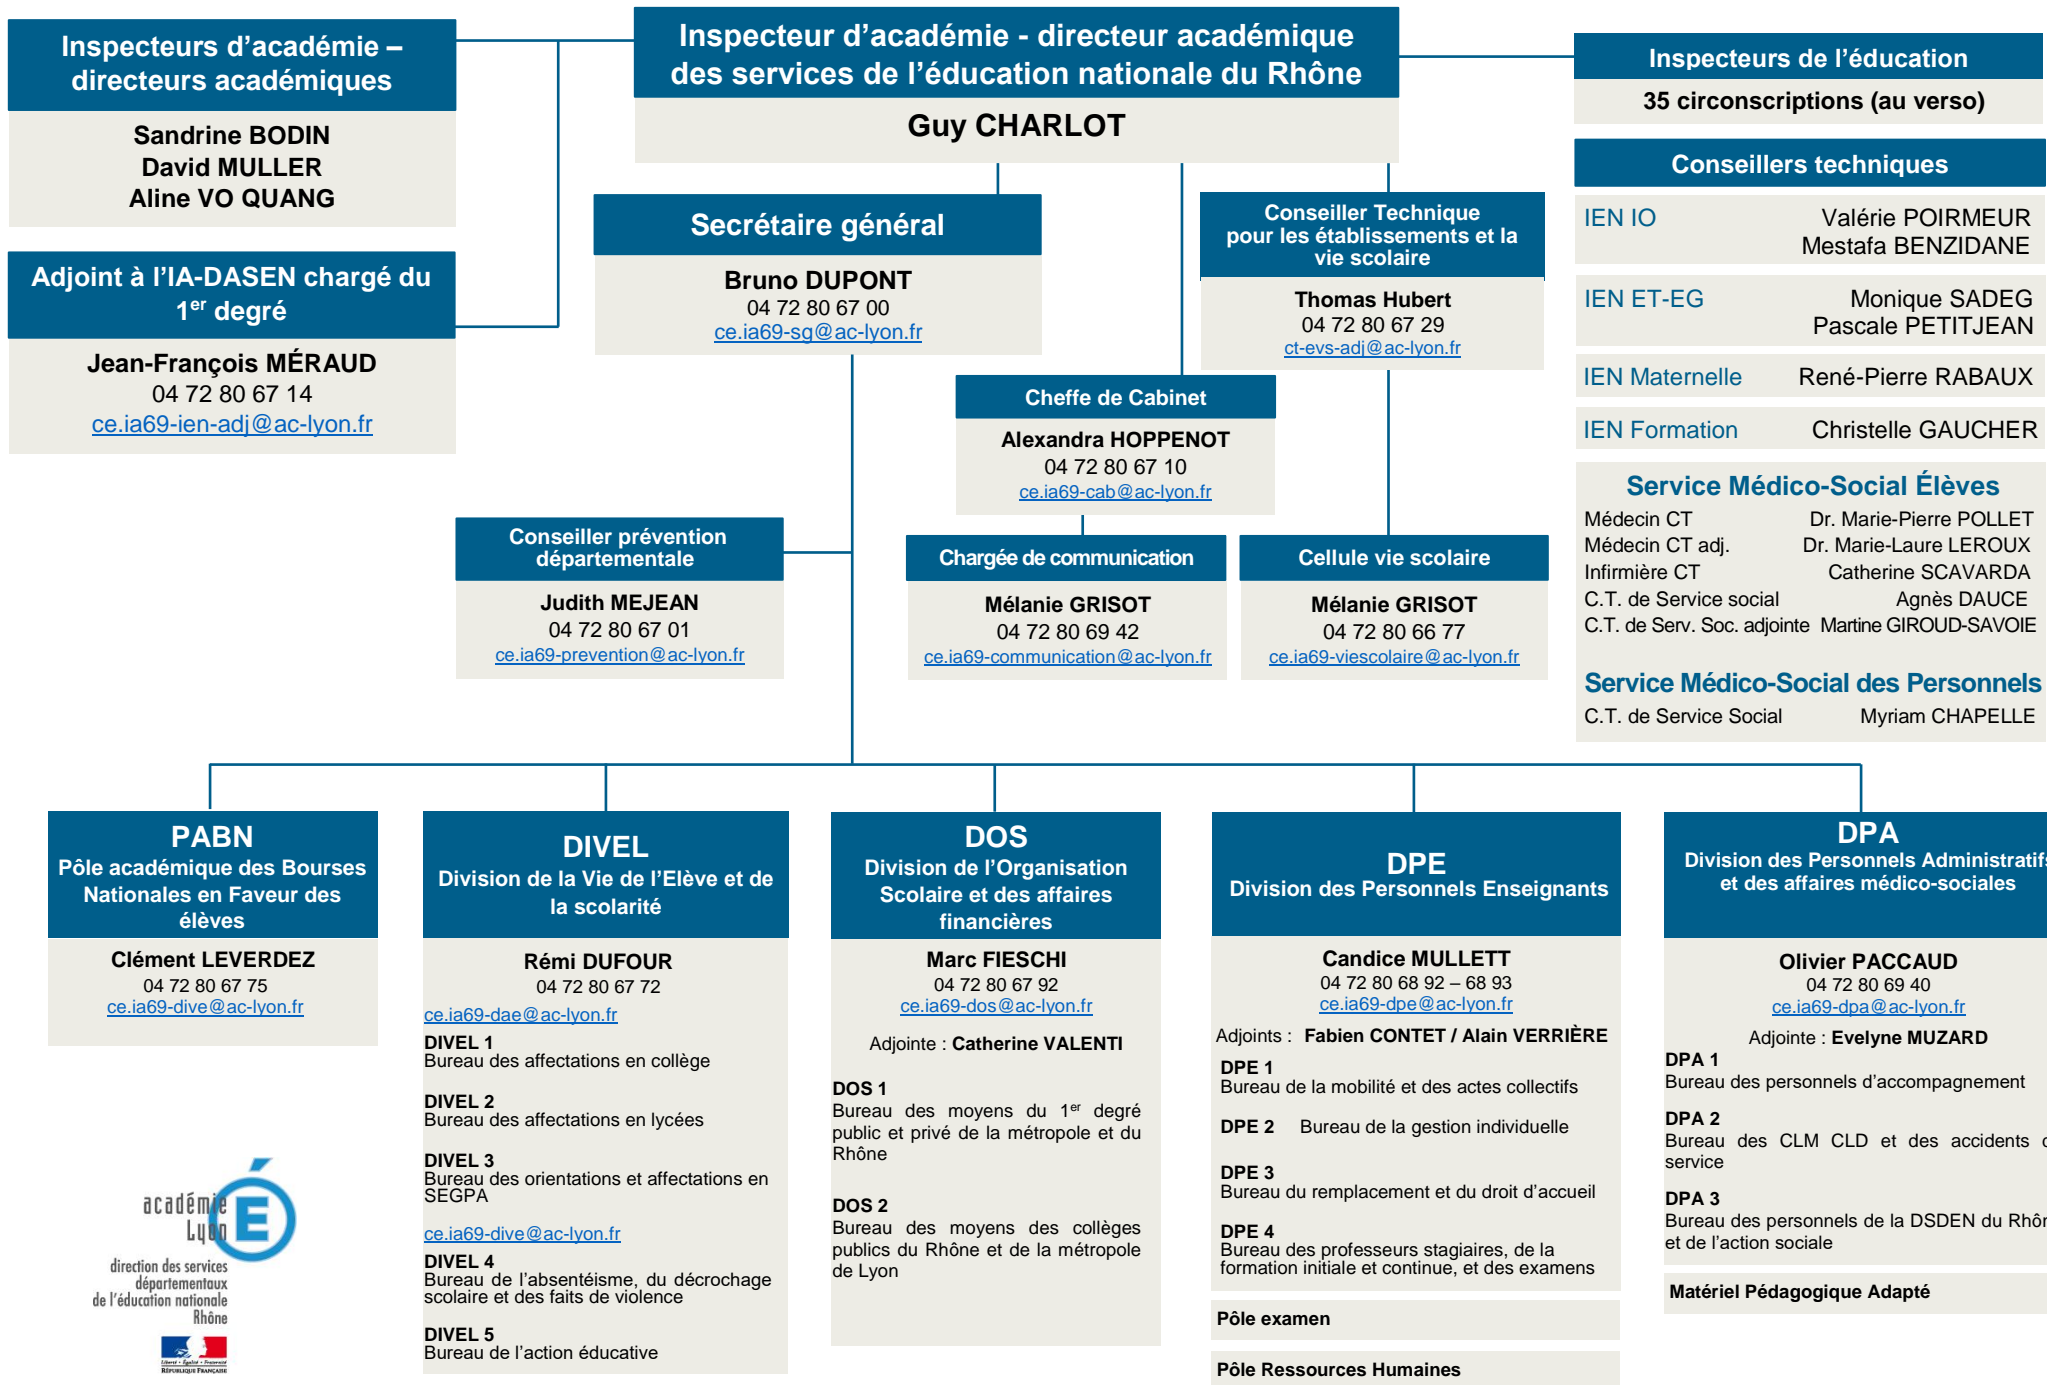 Inspecteurs d’académie –
directeurs académiques
Sandrine BODIN
David MULLER
Aline VO QUANG
Adjoint à l’IA-DASEN chargé du
1er degré
Jean-François MÉRAUD
04 72 80 67 14
ce.ia69-ien-adj@ac-lyon.fr
Inspecteur d’académie - directeur académique
des services de l’éducation nationale du Rhône
Guy CHARLOT
Secrétaire général
Bruno DUPONT
04 72 80 67 00
ce.ia69-sg@ac-lyon.fr
Conseiller Technique
pour les établissements et la
vie scolaire
Thomas Hubert
04 72 80 67 29
ct-evs-adj@ac-lyon.fr
Cheffe de Cabinet
Alexandra HOPPENOT
04 72 80 67 10
ce.ia69-cab@ac-lyon.fr
Conseiller prévention
départementale
Judith MEJEAN
04 72 80 67 01
ce.ia69-prevention@ac-lyon.fr
Chargée de communication
Mélanie GRISOT
04 72 80 69 42
ce.ia69-communication@ac-lyon.fr
Cellule vie scolaire
Mélanie GRISOT
04 72 80 66 77
ce.ia69-viescolaire@ac-lyon.fr
Inspecteurs de l’éducation
35 circonscriptions (au verso)
Conseillers techniques
IEN IO Valérie POIRMEUR
Mestafa BENZIDANE
IEN ET-EG Monique SADEG
Pascale PETITJEAN
IEN Maternelle René-Pierre RABAUX
IEN Formation Christelle GAUCHER
Service Médico-Social Élèves
Médecin CT Dr. Marie-Pierre POLLET
Médecin CT adj. Dr. Marie-Laure LEROUX
Infirmière CT Catherine SCAVARDA
C.T. de Service social Agnès DAUCE
C.T. de Serv. Soc. adjointe Martine GIROUD-SAVOIE
Service Médico-Social des Personnels
C.T. de Service Social Myriam CHAPELLE
PABN
Pôle académique des Bourses
Nationales en Faveur des
élèves
Clément LEVERDEZ
04 72 80 67 75
ce.ia69-dive@ac-lyon.fr
DIVEL
Division de la Vie de l’Elève et de
la scolarité
Rémi DUFOUR
04 72 80 67 72
ce.ia69-dae@ac-lyon.fr
DIVEL 1
Bureau des affectations en collège
DIVEL 2
Bureau des affectations en lycées
DIVEL 3
Bureau des orientations et affectations en
SEGPA
ce.ia69-dive@ac-lyon.fr
DIVEL 4
Bureau de l’absentéisme, du décrochage
scolaire et des faits de violence
DIVEL 5
Bureau de l’action éducative
DOS
Division de l’Organisation
Scolaire et des affaires
financières
Marc FIESCHI
04 72 80 67 92
ce.ia69-dos@ac-lyon.fr
Adjointe : Catherine VALENTI
DOS 1
Bureau des moyens du 1er degré
public et privé de la métropole et du
Rhône
DOS 2
Bureau des moyens des collèges
publics du Rhône et de la métropole
de Lyon
DPE
Division des Personnels Enseignants
Candice MULLETT
04 72 80 68 92 – 68 93
ce.ia69-dpe@ac-lyon.fr
Adjoints : Fabien CONTET / Alain VERRIÈRE
DPE 1
Bureau de la mobilité et des actes collectifs
DPE 2 Bureau de la gestion individuelle
DPE 3
Bureau du remplacement et du droit d’accueil
DPE 4
Bureau des professeurs stagiaires, de la
formation initiale et continue, et des examens
Pôle examen
Pôle Ressources Humaines
DPA
Division des Personnels Administratifs
et des affaires médico-sociales
Olivier PACCAUD
04 72 80 69 40
ce.ia69-dpa@ac-lyon.fr
Adjointe : Evelyne MUZARD
DPA 1
Bureau des personnels d’accompagnement
DPA 2
Bureau des CLM CLD et des accidents
service
DPA 3
Bureau des personnels de la DSDEN du Rhôn
et de l’action sociale
Matériel Pédagogique Adapté
académie
Lyon
É
direction des services
départementaux
de l’éducation nationale
Rhône
Liberté • Égalité • Fraternité
RÉPUBLIQUE FRANÇAISE